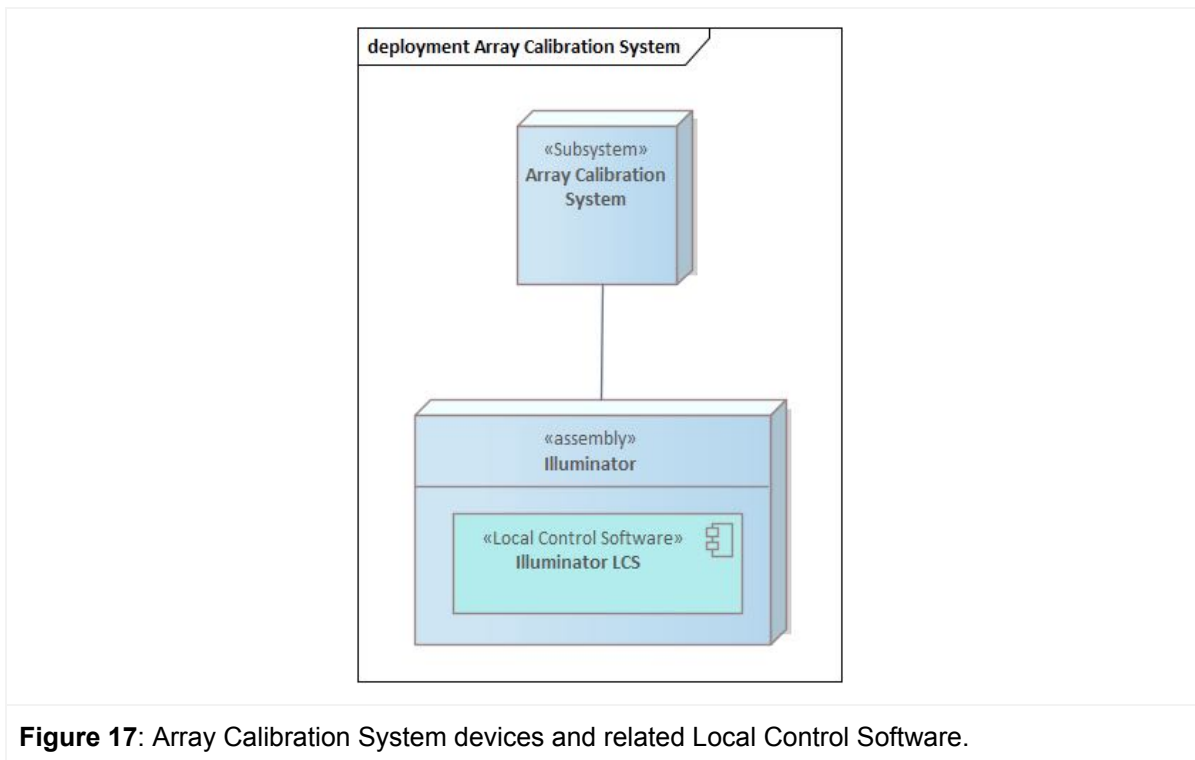 deployment Array Calibration System
«Subsystem»
Array Calibration
System
«assembly»
Illuminator
«Local Control Software»
Illuminator LCS
Figure 17: Array Calibration System devices and related Local Control Software.